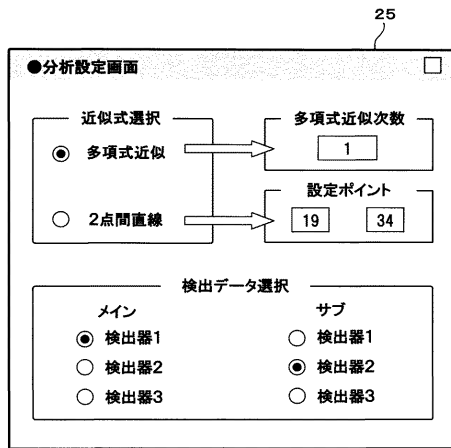 25
●分析設定画面
近似式選択
多項式近似
2点間直線
多項式近似次数
1
設定ポイント
19 34
検出データ選択
メイン
検出器1
検出器2
検出器3
サブ
検出器1
検出器2
検出器3